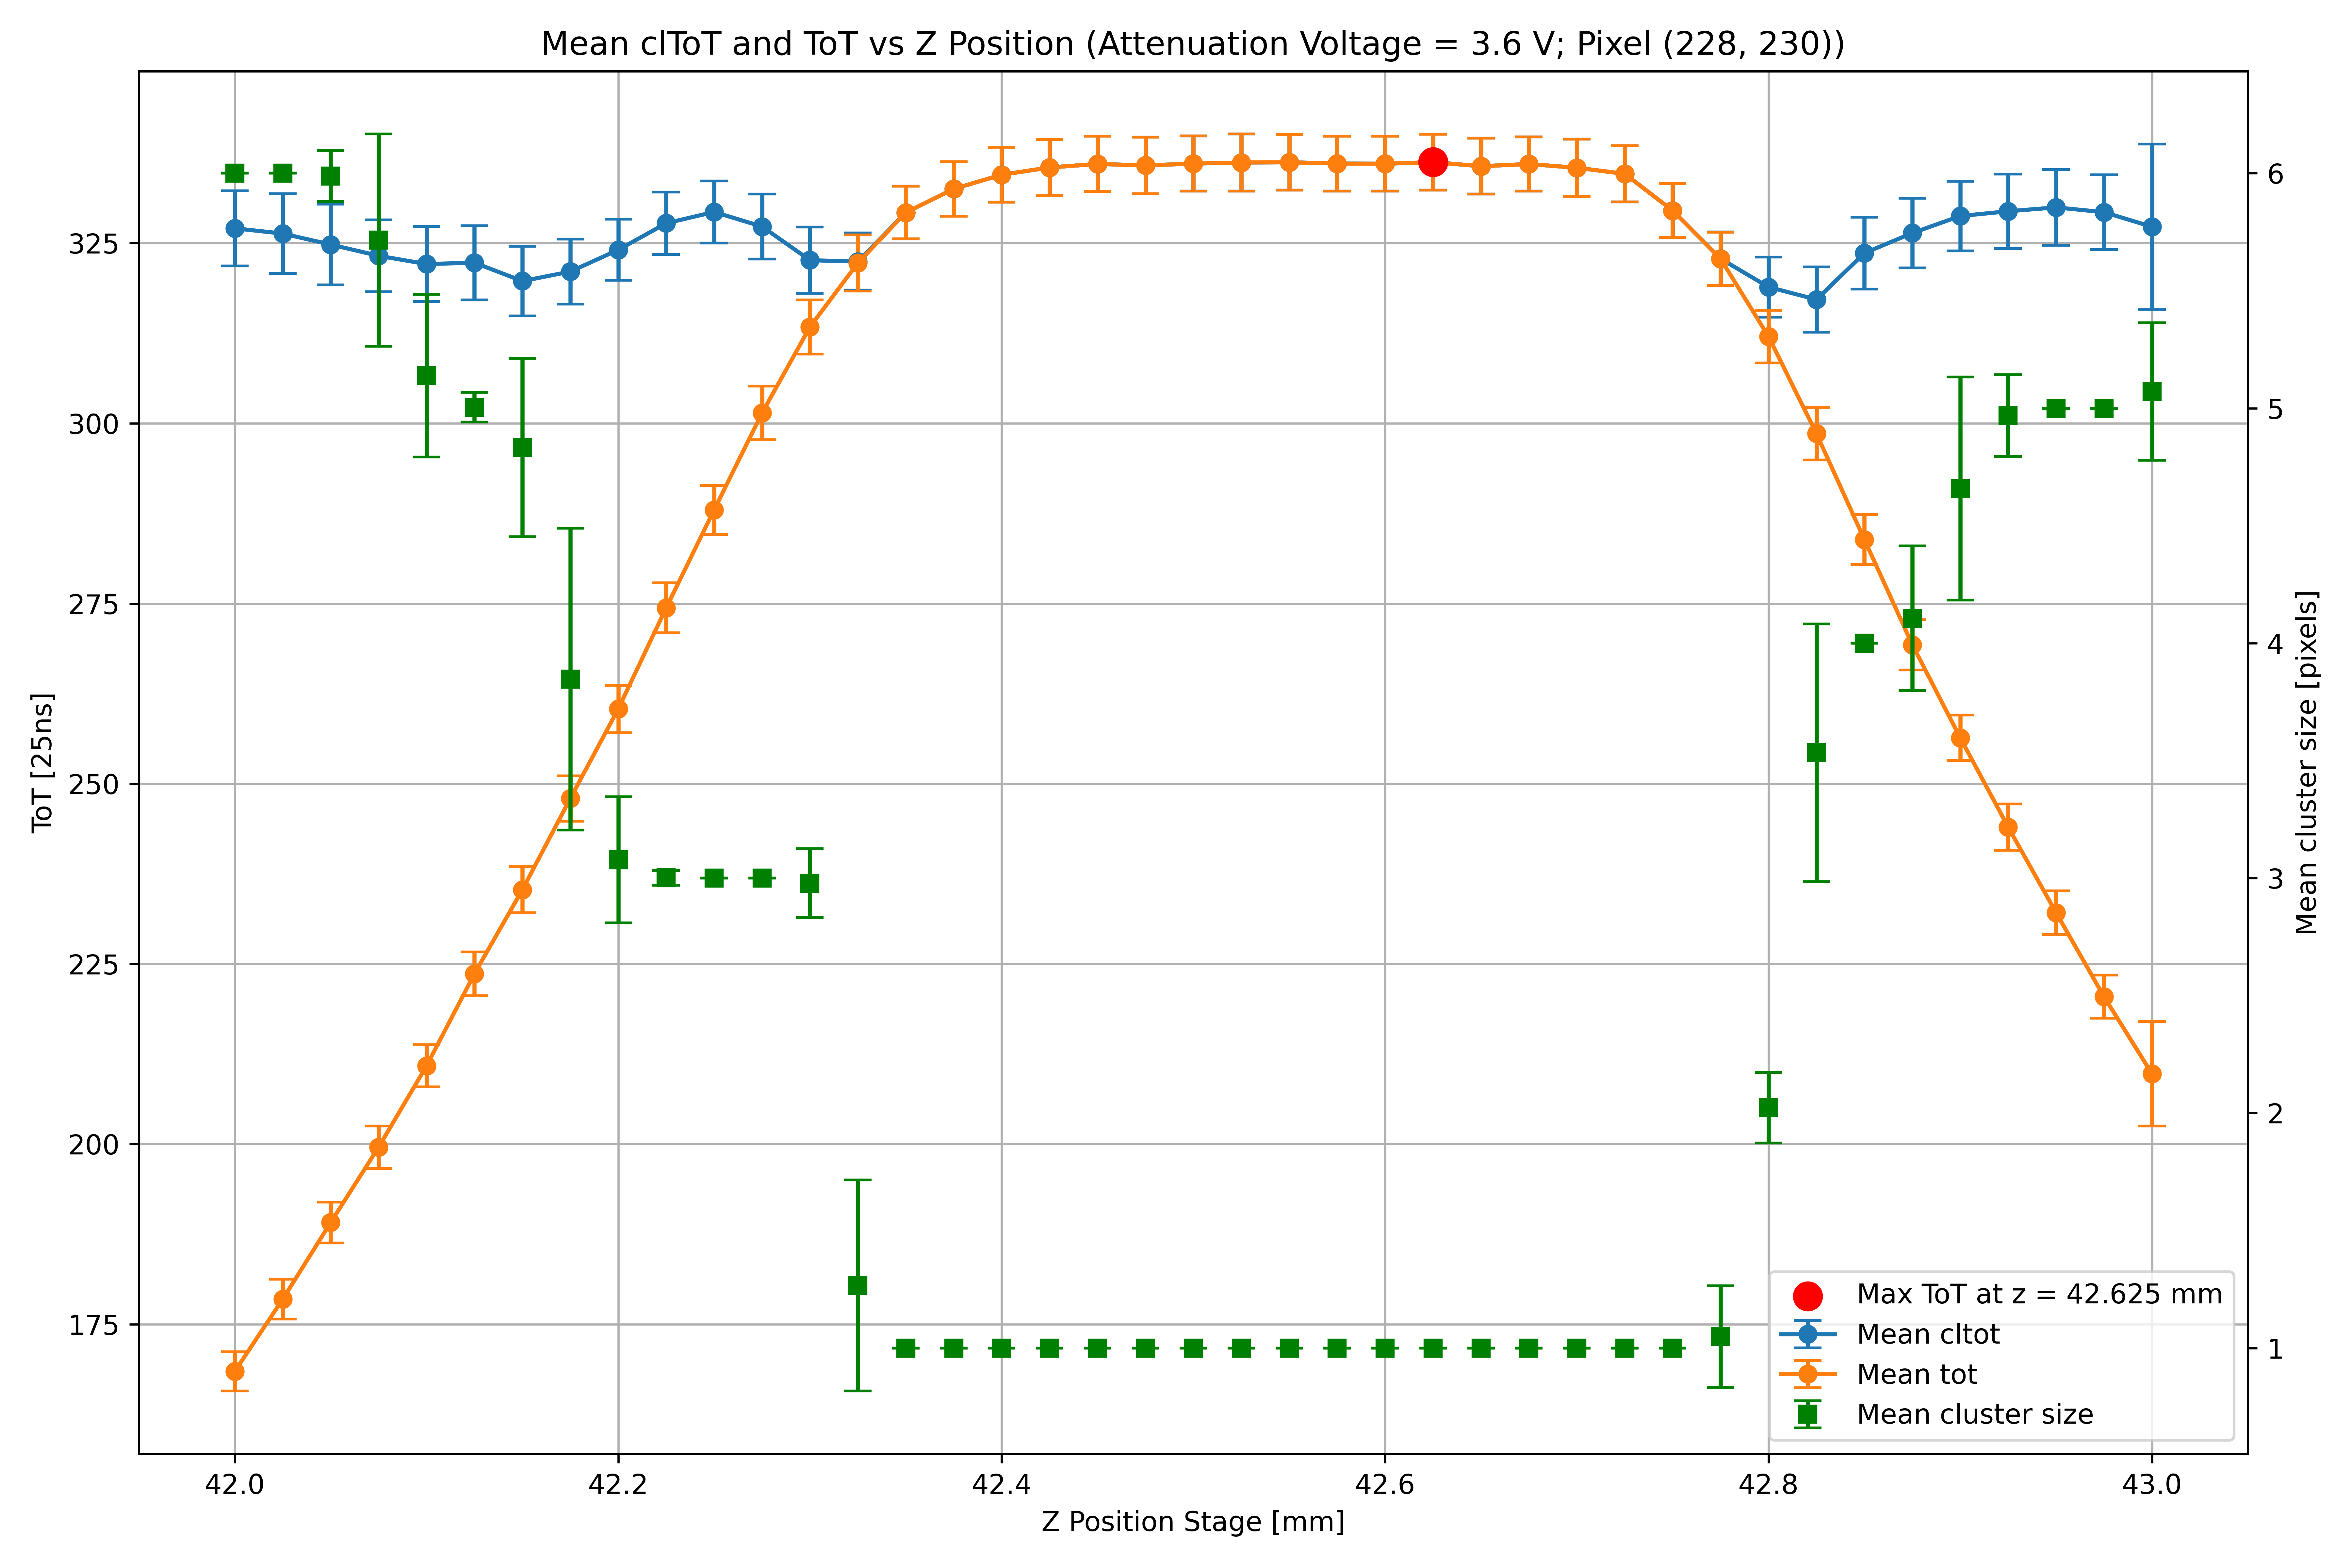 Mean clToT and ToT vs Z Position (Attenuation Voltage = 3.6 V; Pixel (228, 230))
ToT [25ns]
325
300
275
250
225
200
175
6
5
4
3
2
1
Mean cluster size [pixels]
Max ToT at z = 42.625 mm
Mean cltot
Mean tot
Mean cluster size
42.0 42.2 42.4 42.6 42.8 43.0
Z Position Stage [mm]